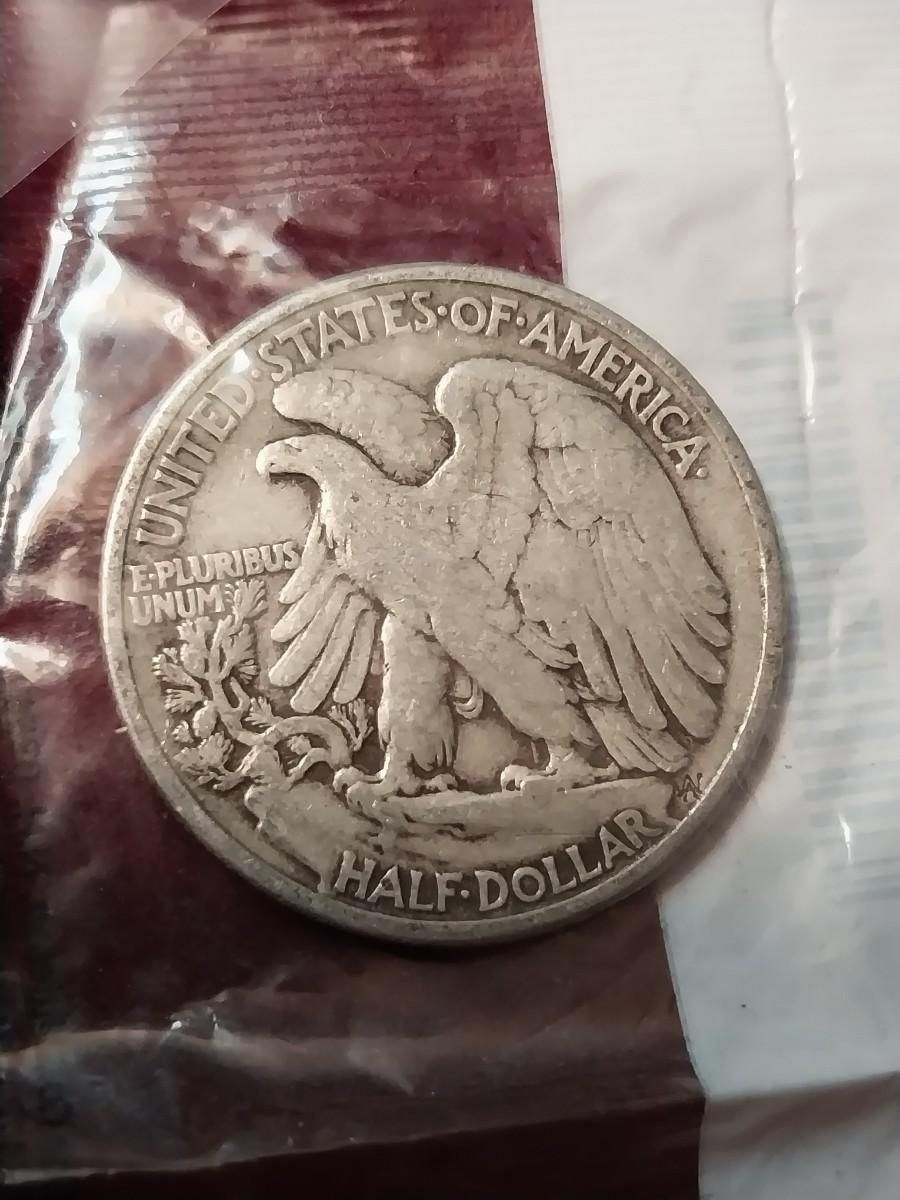 UNITED·STATES·OF·AMERICA·
E·PLURIBUS
UNUM
AW
HALF·DOLLAR